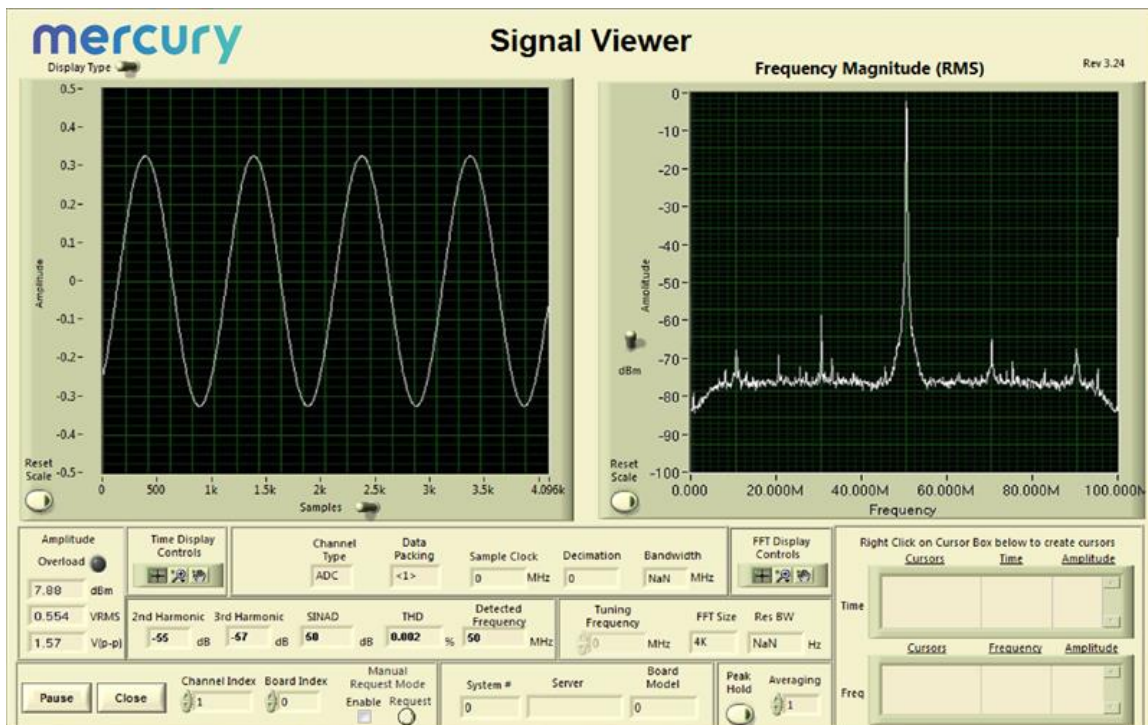 mercury
Signal Viewer
Display Type
Frequency Magnitude (RMS)
Rev 3.24
0.5
0.4
0.3
0.2
0.1
0
-0.1
-0.2
-0.3
-0.4
-0.5
Amplitude
Reset
Scale
0 500 1k 1.5k 2k 2.5k 3k 3.5k 4.096k
Samples
0
-10
-20
-30
-40
-50
-60
-70
-80
-90
-100
Amplitude
dBm
Reset
Scale
0.000 20.000M 40.000M 60.000M 80.000M 100.000M
Frequency
Amplitude
Overload
7.88 dBm
0.554 VRMS
1.57 V(p-p)
Time Display
Controls
Channel
Type
ADC
Data
Packing
<1>
Sample Clock
0 MHz
Decimation
0
Bandwidth
NaN MHz
FFT Display
Controls
2nd Harmonic
-55 dB
3rd Harmonic
-67 dB
SINAD
60 dB
THD
0.002 %
Detected
Frequency
50 MHz
Tuning
Frequency
0 MHz
FFT Size
4K
Res BW
NaN Hz
Right Click on Cursor Box below to create cursors
Cursors Time Amplitude
Time
Cursors Frequency Amplitude
Freq
Pause
Close
Channel Index
1
Board Index
0
Manual
Request Mode
Enable Request
System #
0
Server
Board
Model
0
Peak
Hold
Averaging
1